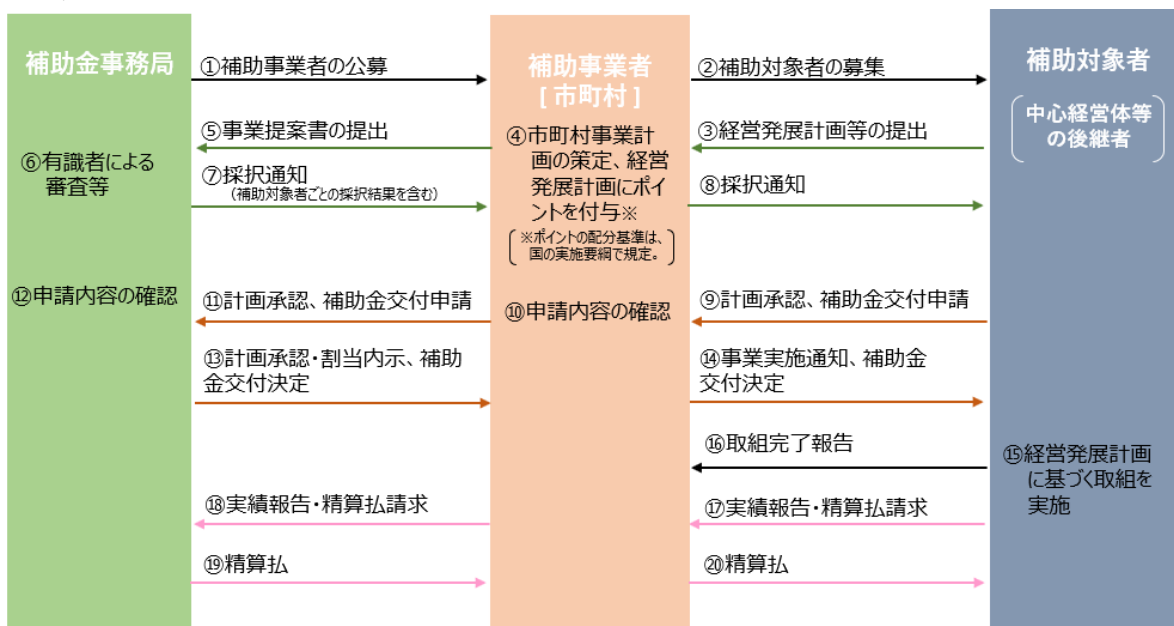 補助金事務局
①補助事業者の公募
補助事業者
[ 市町村 ]
②補助対象者の募集
補助対象者
中心経営体等
の後継者
⑤事業提案書の提出
④市町村事業計
画の策定、経営
発展計画にポイ
ントを付与※
※ポイントの配分基準は、
国の実施要綱で規定。
③経営発展計画等の提出
⑥有識者による
審査等
⑦採択通知
(補助対象者ごとの採択結果を含む)
⑧採択通知
⑫申請内容の確認
⑪計画承認、補助金交付申請
⑩申請内容の確認
⑨計画承認、補助金交付申請
⑬計画承認・割当内示、補助
金交付決定
⑭事業実施通知、補助金
交付決定
⑯取組完了報告
⑮経営発展計画
に基づく取組を
実施
⑱実績報告・精算払請求
⑰実績報告・精算払請求
⑲精算払
⑳精算払